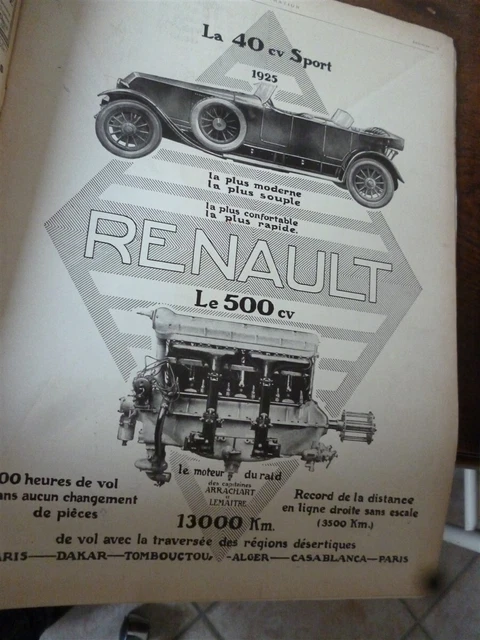 La 40 cv Sport
1925
la plus moderne
la plus souple
la plus confortable
la plus rapide.
RENAULT
Le 500 cv
00 heures de vol
ans aucun changement
de pièces
le moteur du raid
des capitaines
ARRACHART
&
LEMAITRE
13000 Km.
Record de la distance
en ligne droite sans escale
(3500 Km.)
de vol avec la traversée des régions désertiques
ARIS—DAKAR—TOMBOUCTOU—ALGER—CASABLANCA—PARIS